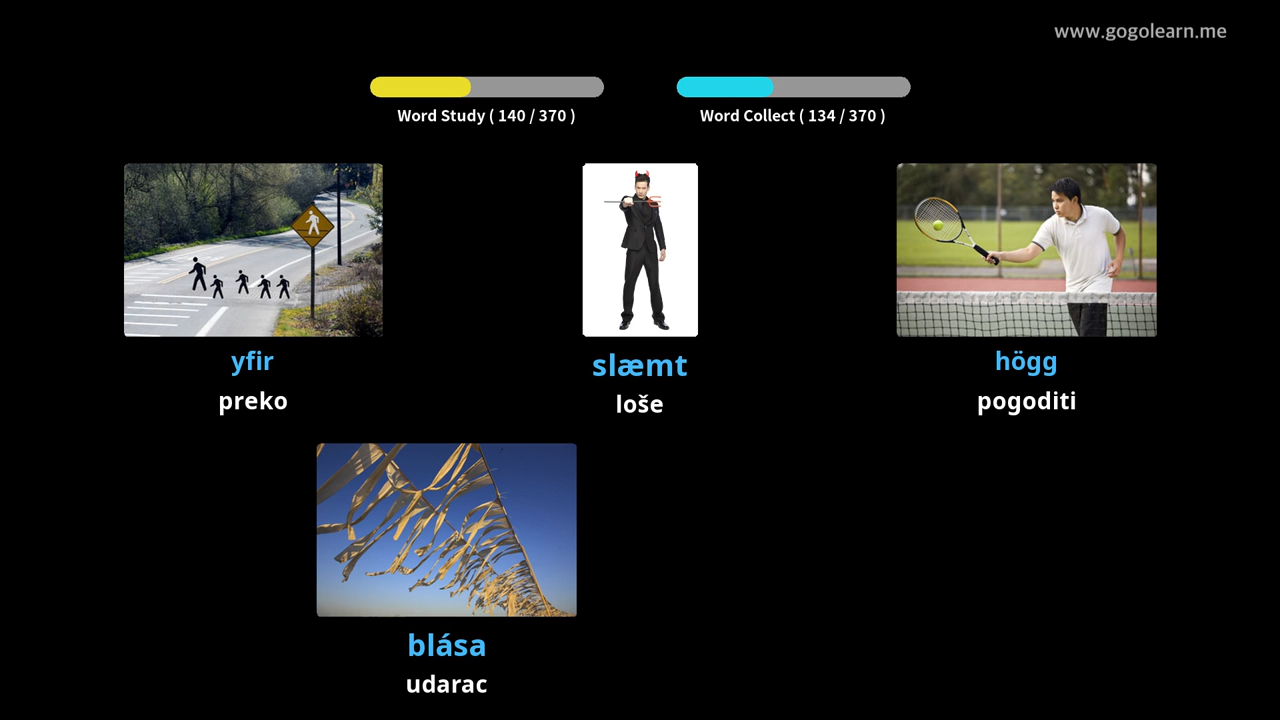 www.gogolearn.me
Word Study ( 140 / 370 )
Word Collect ( 134 / 370 )
yfir
preko
slæmt
loše
högg
pogoditi
blása
udarac